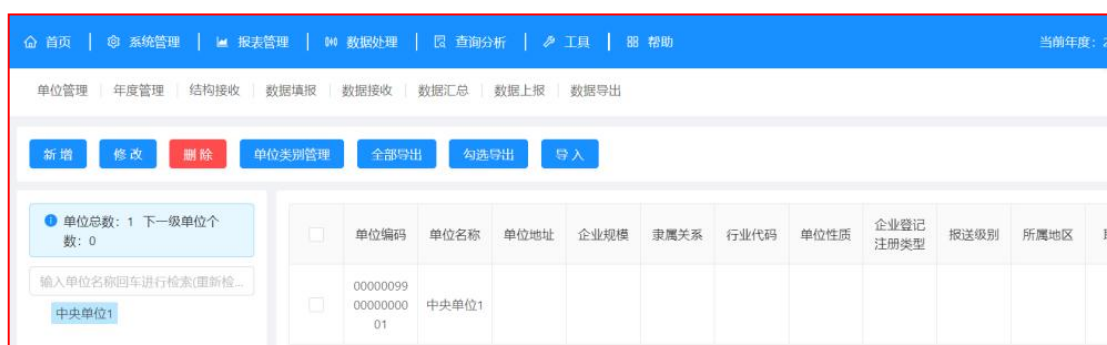 首页 系统管理 报表管理 数据处理 查询分析 工具 帮助 当前年度：2
单位管理 年度管理 结构接收 数据填报 数据接收 数据汇总 数据上报 数据导出
新增 修改 删除 单位类别管理 全部导出 勾选导出 导入
单位总数：1 下一级单位个
数：0
输入单位名称回车进行检索(重新检...
中央单位1
单位编码 单位名称 单位地址 企业规模 隶属关系 行业代码 单位性质 企业登记 报送级别 所属地区
注册类型
00000099
00000000 中央单位1
01